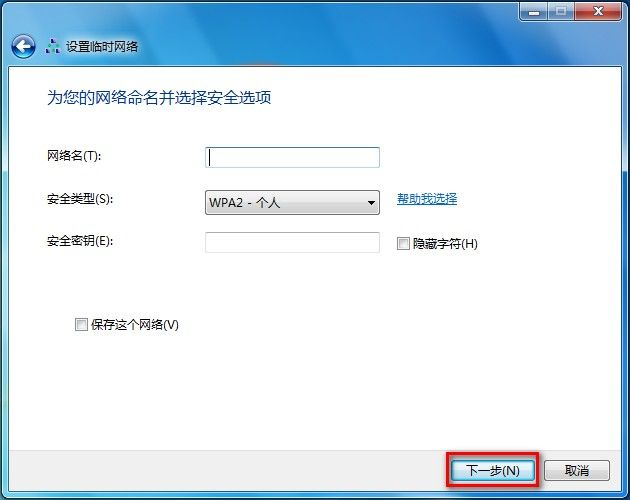 设置临时网络
为您的网络命名并选择安全选项
网络名(T):
安全类型(S): WPA2 - 个人 帮助我选择
安全密钥(E): 隐藏字符(H)
保存这个网络(V)
下一步(N) 取消